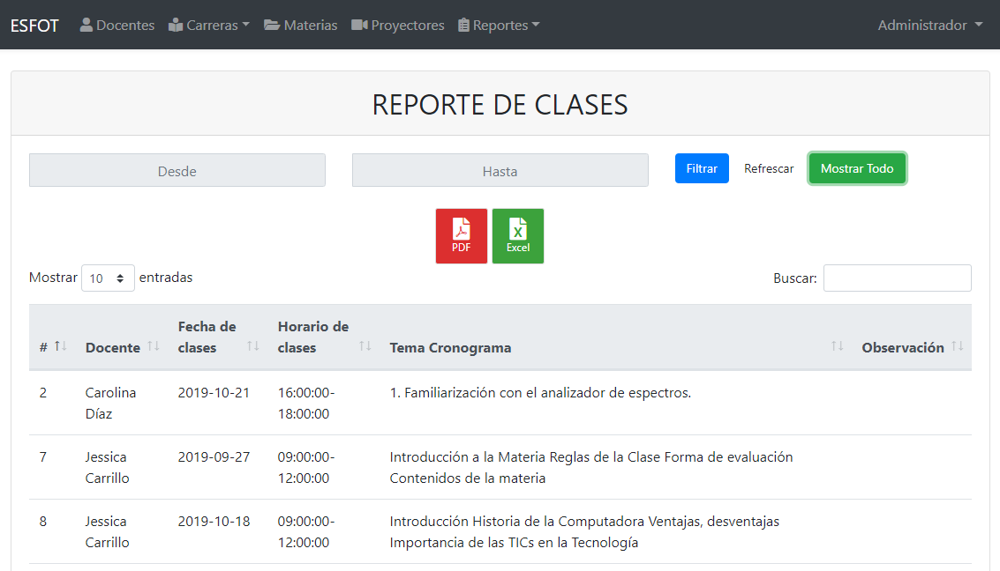 ESFOT Docentes Carreras Materias Proyectores Reportes Administrador
REPORTE DE CLASES
Desde Hasta Filtrar Refrescar Mostrar Todo
PDF Excel
Mostrar 10 entradas Buscar:
Fecha de Horario de
# Docente clases clases Tema Cronograma Observación
2 Carolina 2019-10-21 16:00:00- 1. Familiarización con el analizador de espectros.
Díaz 18:00:00
7 Jessica 2019-09-27 09:00:00- Introducción a la Materia Reglas de la Clase Forma de evaluación
Carrillo 12:00:00 Contenidos de la materia
8 Jessica 2019-10-18 09:00:00- Introducción Historia de la Computadora Ventajas, desventajas
Carrillo 12:00:00 Importancia de las TICs en la Tecnología